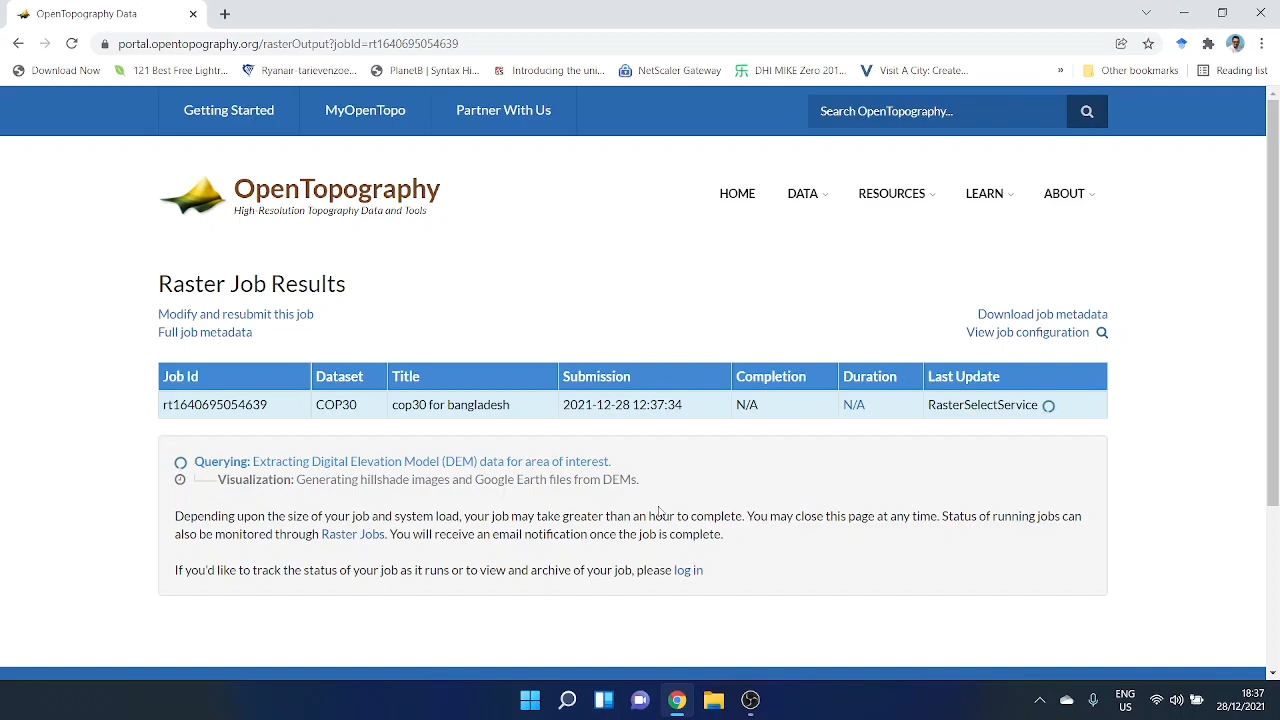 OpenTopography Data
portal.opentopography.org/rasterOutput?jobId=rt1640695054639
Download Now
121 Best Free Lightr...
Ryanair-tarjevenzoe...
PlanetB | Syntax Hi...
Introducing the uni...
NetScaler Gateway
DHI MIKE Zero 201...
Visit A City: Create...
»
Other bookmarks
Reading list
Getting Started
MyOpenTopo
Partner With Us
Search OpenTopography...
OpenTopography
High-Resolution Topography Data and Tools
HOME
DATA
RESOURCES
LEARN
ABOUT
Raster Job Results
Modify and resubmit this job
Download job metadata
Full job metadata
View job configuration
Job Id Dataset Title Submission Completion Duration Last Update
rt1640695054639 COP30 cop30 for bangladesh 2021-12-28 12:37:34 N/A N/A RasterSelectService
Querying: Extracting Digital Elevation Model (DEM) data for area of interest.
Visualization: Generating hillshade images and Google Earth files from DEMs.
Depending upon the size of your job and system load, your job may take greater than an hour to complete. You may close this page at any time. Status of running jobs can
also be monitored through Raster Jobs. You will receive an email notification once the job is complete.
If you'd like to track the status of your job as it runs or to view and archive of your job, please log in
ENG
US
18:37
28/12/2021